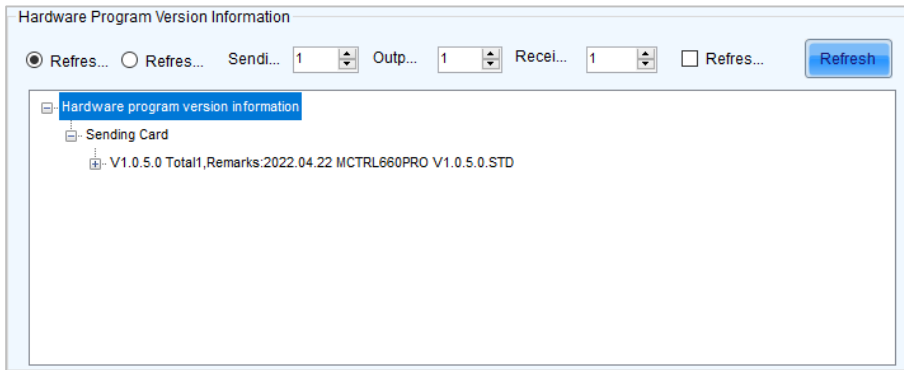 Hardware Program Version Information
Refres... Refres... Sendi... 1 Outp... 1 Recei... 1 Refres... Refresh
Hardware program version information
Sending Card
V1.0.5.0 Total1,Remarks:2022.04.22 MCTRL660PRO V1.0.5.0.STD